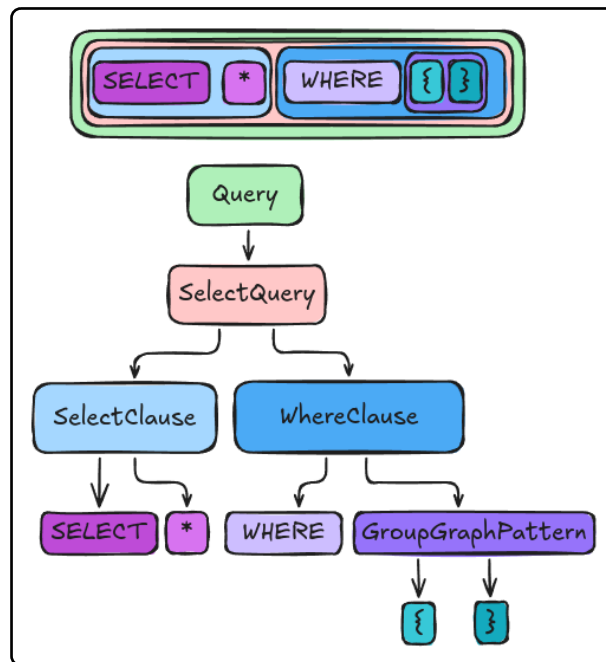 SELECT * WHERE { }
Query
SelectQuery
SelectClause WhereClause
SELECT * WHERE GroupGraphPattern
{ }